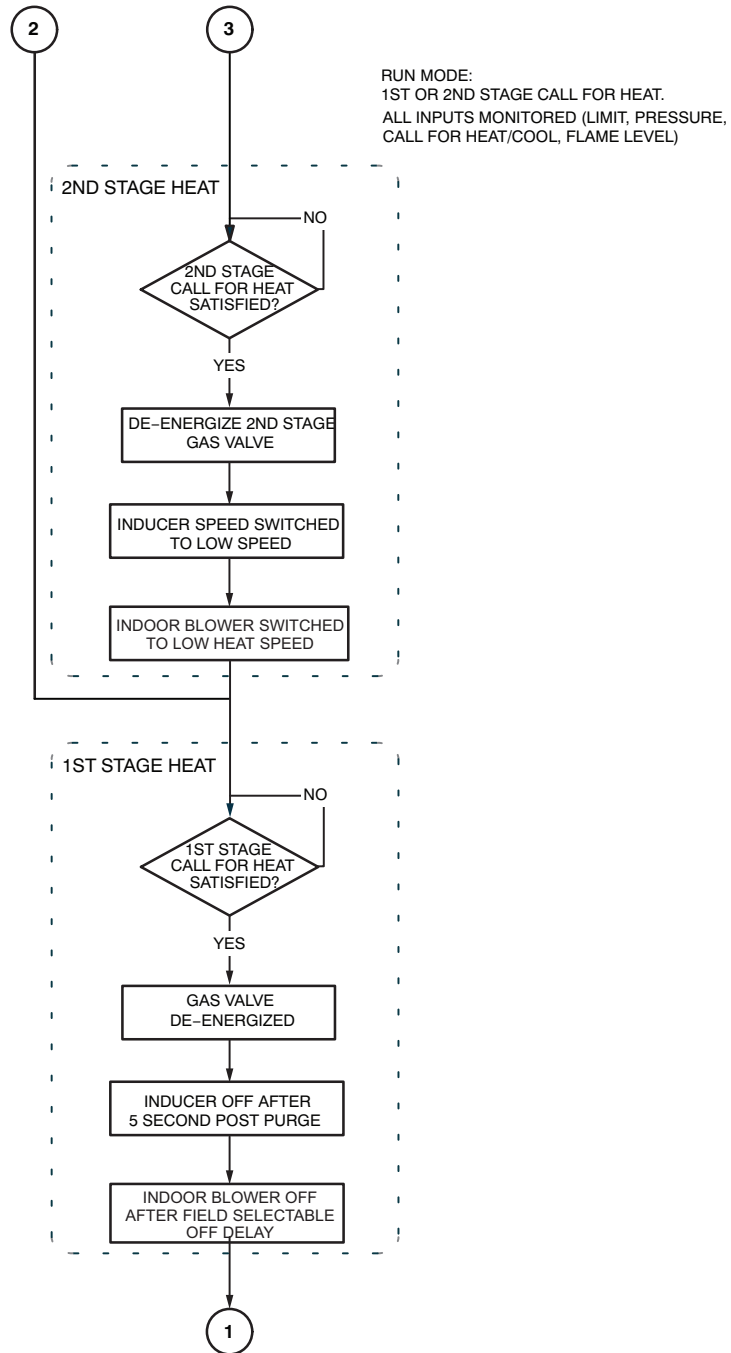 2
3
RUN MODE:
1ST OR 2ND STAGE CALL FOR HEAT.
ALL INPUTS MONITORED (LIMIT, PRESSURE,
CALL FOR HEAT/COOL, FLAME LEVEL)
2ND STAGE HEAT
NO
2ND STAGE
CALL FOR HEAT
SATISFIED?
YES
DE−ENERGIZE 2ND STAGE
GAS VALVE
INDUCER SPEED SWITCHED
TO LOW SPEED
INDOOR BLOWER SWITCHED
TO LOW HEAT SPEED
1ST STAGE HEAT
NO
1ST STAGE
CALL FOR HEAT
SATISFIED?
YES
GAS VALVE
DE−ENERGIZED
INDUCER OFF AFTER
5 SECOND POST PURGE
INDOOR BLOWER OFF
AFTER FIELD SELECTABLE
OFF DELAY
1